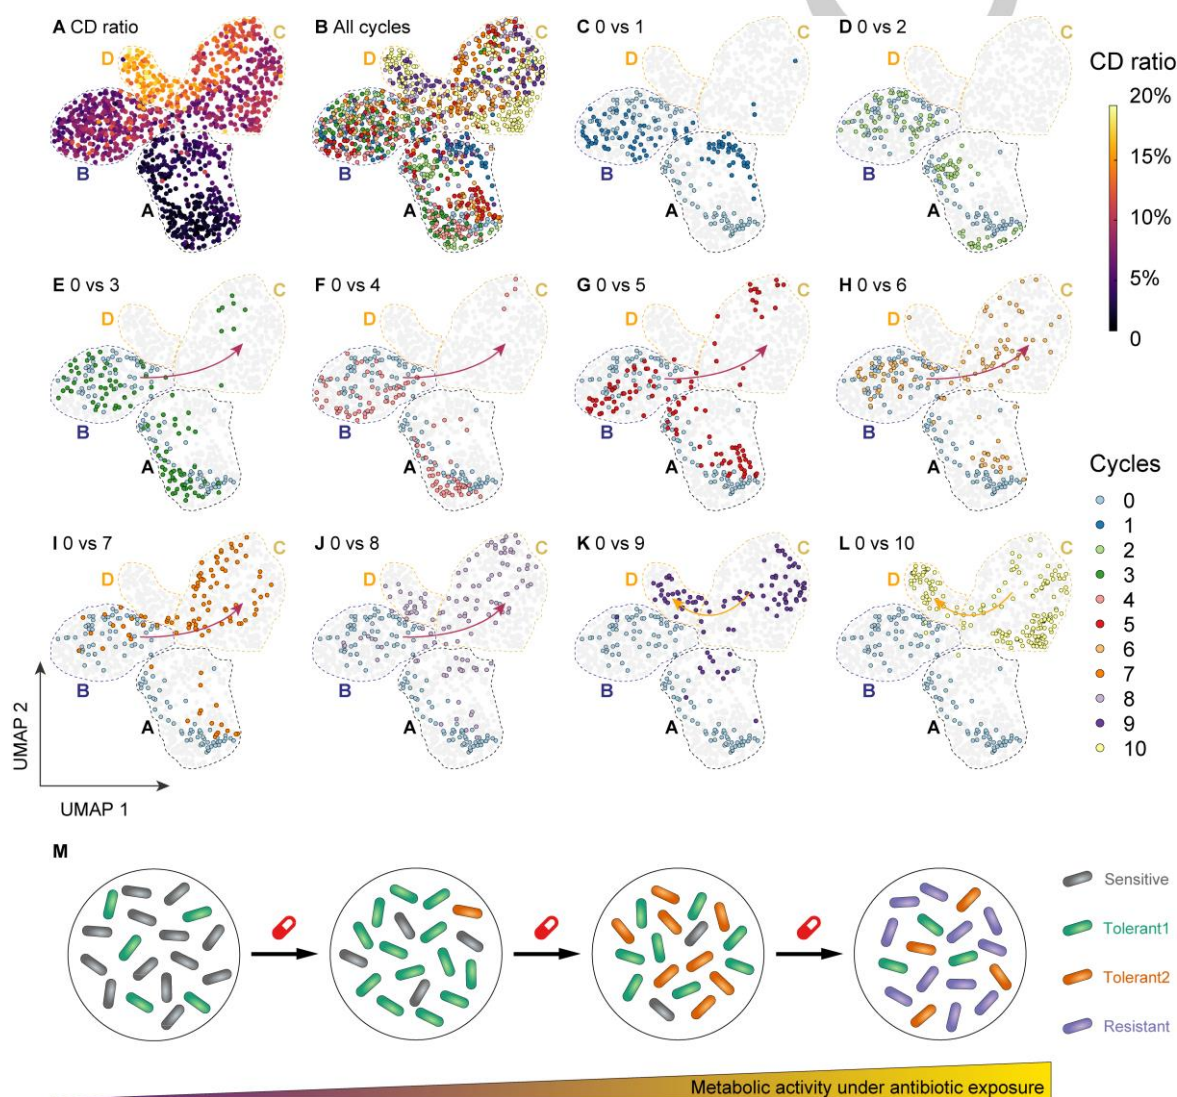 A CD ratio
B All cycles
C 0 vs 1
D 0 vs 2
D
C
B
A
CD ratio
20%
15%
10%
5%
0
E 0 vs 3
F 0 vs 4
G 0 vs 5
H 0 vs 6
D
C
B
A
D
B
A
D
C
B
A
D
B
A
Cycles
0
1
2
3
4
5
6
7
8
9
10
I 0 vs 7
J 0 vs 8
K 0 vs 9
L 0 vs 10
D
C
B
A
D
B
A
D
C
B
A
D
B
A
UMAP 2
UMAP 1
M
Sensitive
Tolerant1
Tolerant2
Resistant
Metabolic activity under antibiotic exposure